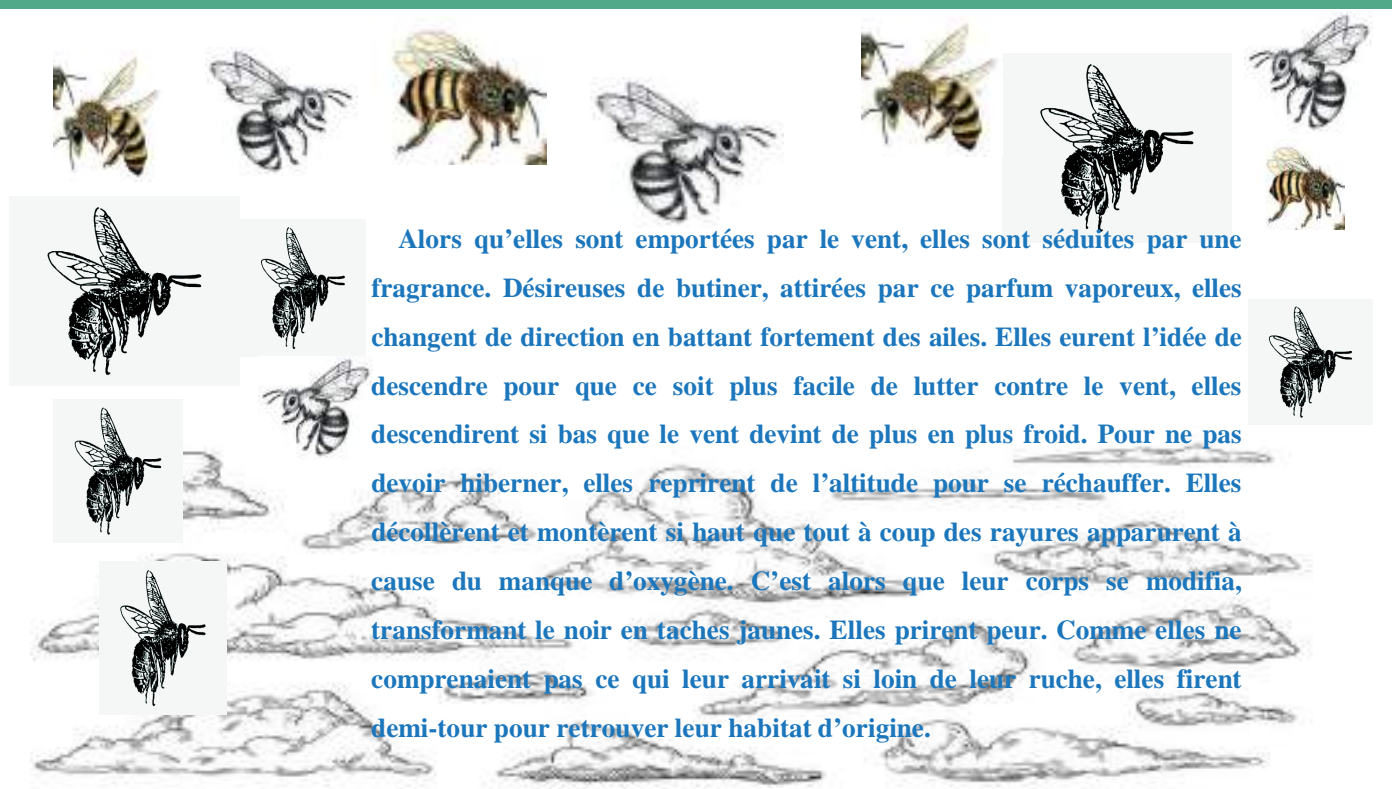 Alors qu’elles sont emportées par le vent, elles sont séduites par une
fragrance. Désireuses de butiner, attirées par ce parfum vaporeux, elles
changent de direction en battant fortement des ailes. Elles eurent l’idée de
descendre pour que ce soit plus facile de lutter contre le vent, elles
descendirent si bas que le vent devint de plus en plus froid. Pour ne pas
devoir hiberner, elles reprirent de l’altitude pour se réchauffer. Elles
décollèrent et montèrent si haut que tout à coup des rayures apparurent à
cause du manque d’oxygène. C’est alors que leur corps se modifia,
transformant le noir en taches jaunes. Elles prirent peur. Comme elles ne
comprenaient pas ce qui leur arrivait si loin de leur ruche, elles firent
demi-tour pour retrouver leur habitat d’origine.